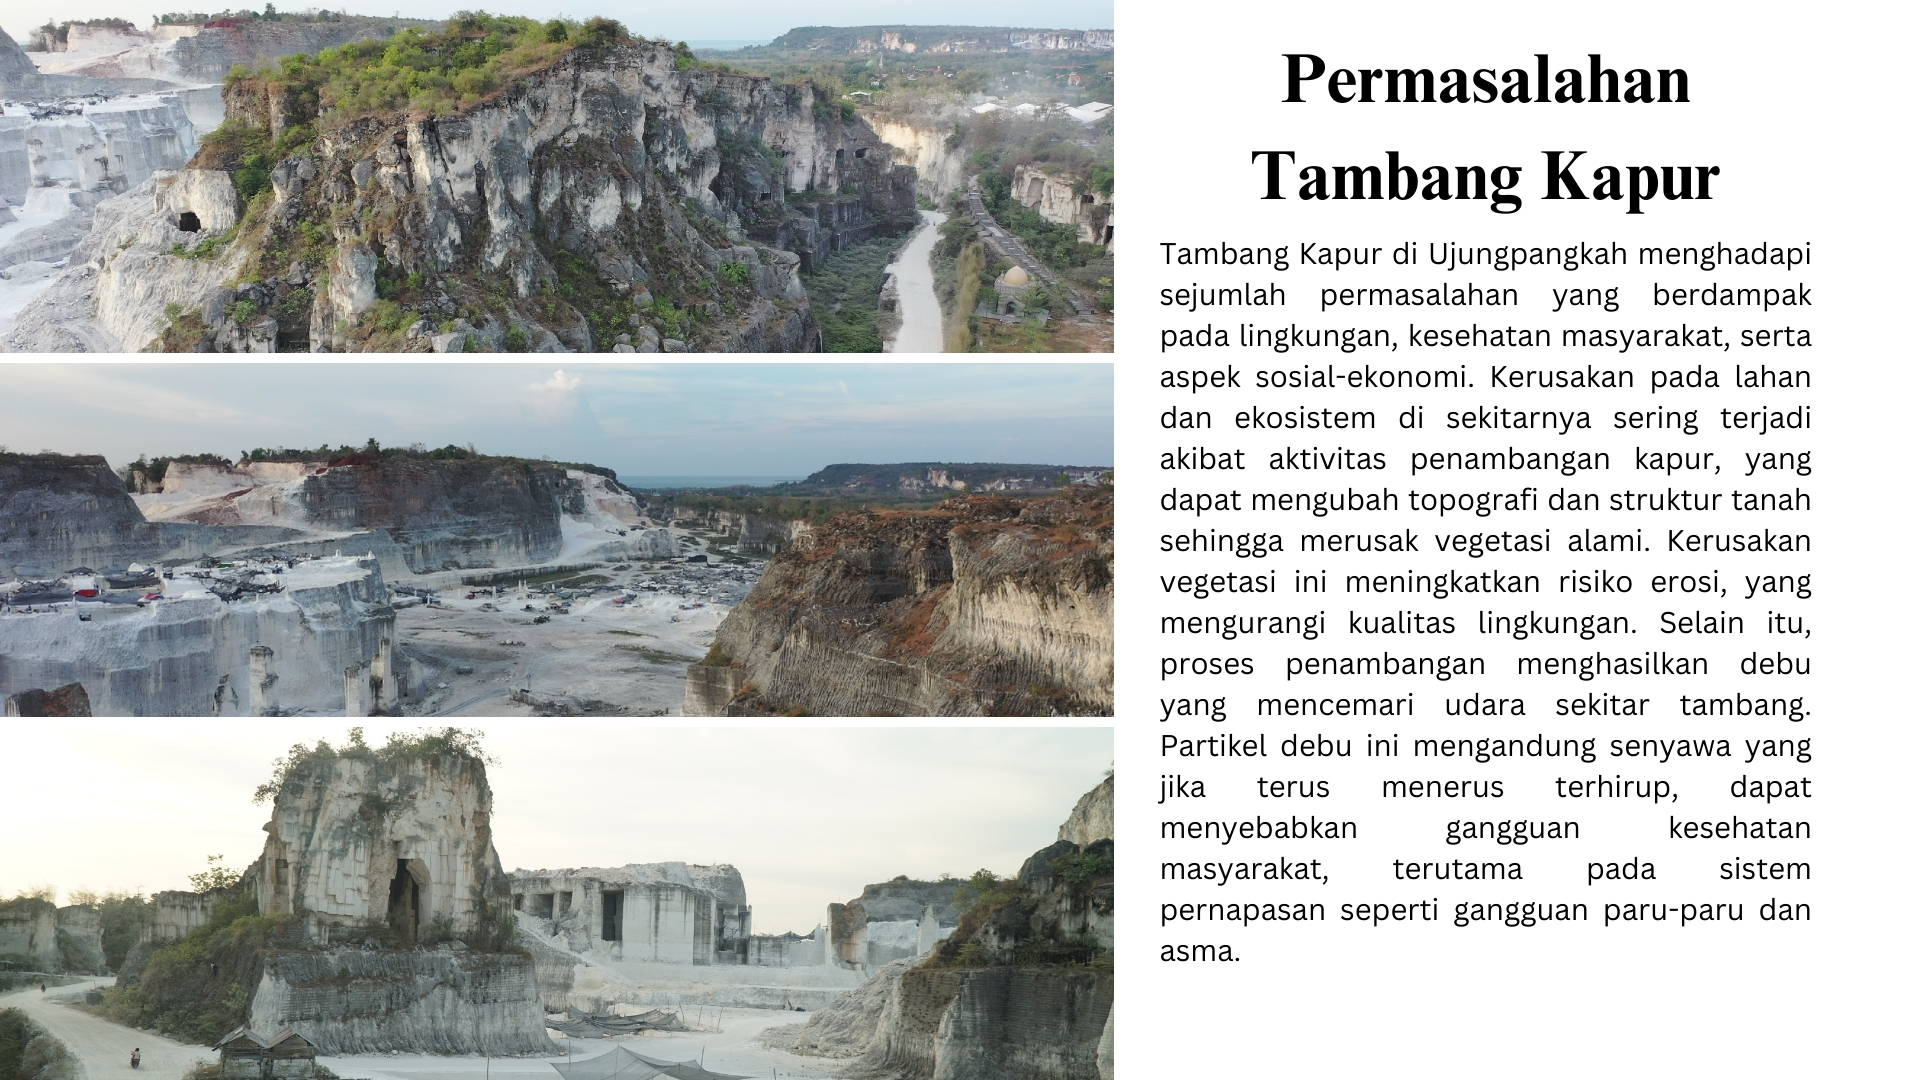 Permasalahan
Tambang Kapur
Tambang Kapur di Ujungpangkah menghadapi
sejumlah permasalahan yang berdampak
pada lingkungan, kesehatan masyarakat, serta
aspek sosial-ekonomi. Kerusakan pada lahan
dan ekosistem di sekitarnya sering terjadi
akibat aktivitas penambangan kapur, yang
dapat mengubah topografi dan struktur tanah
sehingga merusak vegetasi alami. Kerusakan
vegetasi ini meningkatkan risiko erosi, yang
mengurangi kualitas lingkungan. Selain itu,
proses penambangan menghasilkan debu
yang mencemari udara sekitar tambang.
Partikel debu ini mengandung senyawa yang
jika terus menerus terhirup, dapat
menyebabkan gangguan kesehatan
masyarakat, terutama pada sistem
pernapasan seperti gangguan paru-paru dan
asma.